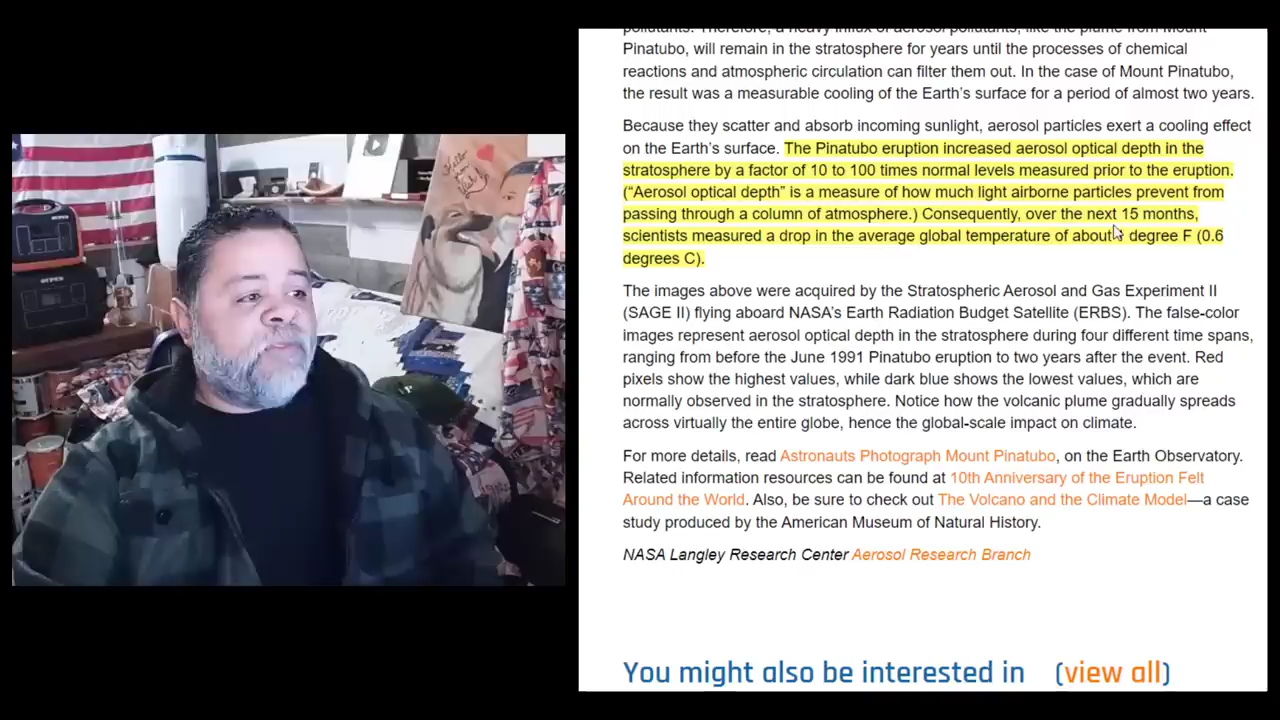 pollutants. Therefore, a heavy influx of aerosol pollutants, like the plume from Mount
Pinatubo, will remain in the stratosphere for years until the processes of chemical
reactions and atmospheric circulation can filter them out. In the case of Mount Pinatubo,
the result was a measurable cooling of the Earth's surface for a period of almost two years.
Because they scatter and absorb incoming sunlight, aerosol particles exert a cooling effect
on the Earth's surface. The Pinatubo eruption increased aerosol optical depth in the
stratosphere by a factor of 10 to 100 times normal levels measured prior to the eruption.
("Aerosol optical depth" is a measure of how much light airborne particles prevent from
passing through a column of atmosphere.) Consequently, over the next 15 months,
scientists measured a drop in the average global temperature of about degree F (0.6
degrees C).
The images above were acquired by the Stratospheric Aerosol and Gas Experiment II
(SAGE II) flying aboard NASA's Earth Radiation Budget Satellite (ERBS). The false-color
images represent aerosol optical depth in the stratosphere during four different time spans,
ranging from before the June 1991 Pinatubo eruption to two years after the event. Red
pixels show the highest values, while dark blue shows the lowest values, which are
normally observed in the stratosphere. Notice how the volcanic plume gradually spreads
across virtually the entire globe, hence the global-scale impact on climate.
For more details, read Astronauts Photograph Mount Pinatubo, on the Earth Observatory.
Related information resources can be found at 10th Anniversary of the Eruption Felt
Around the World. Also, be sure to check out The Volcano and the Climate Model—a case
study produced by the American Museum of Natural History.
NASA Langley Research Center Aerosol Research Branch
You might also be interested in (view all)
Hello